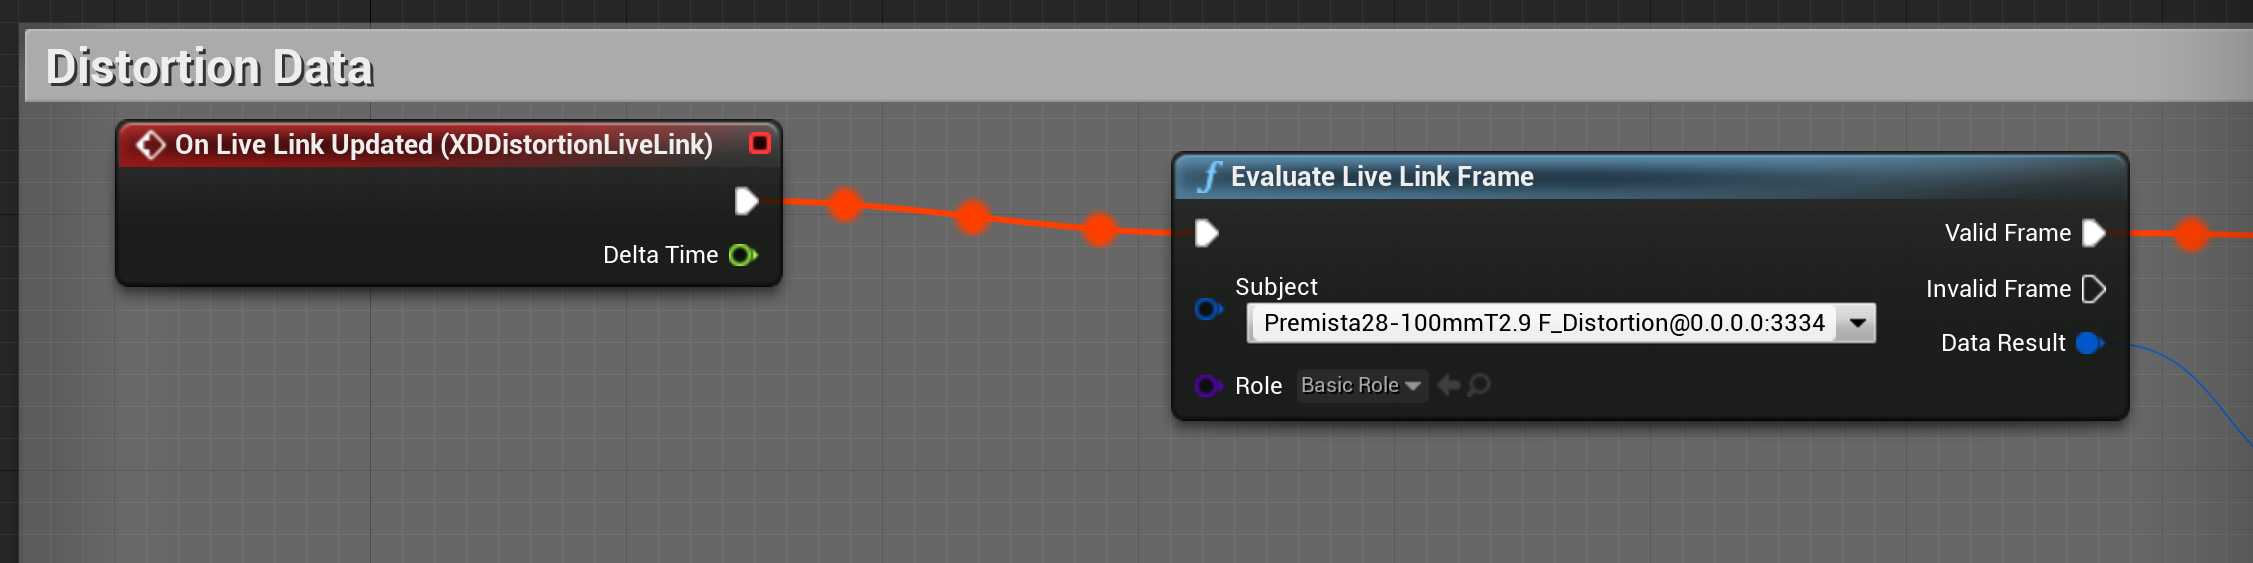 Distortion Data
On Live Link Updated (XDDistortionLiveLink)
Delta Time
Evaluate Live Link Frame
Valid Frame
Subject
Invalid Frame
Premista28-100mmT2.9 F_Distortion@0.0.0.0:3334
Data Result
Role Basic Role